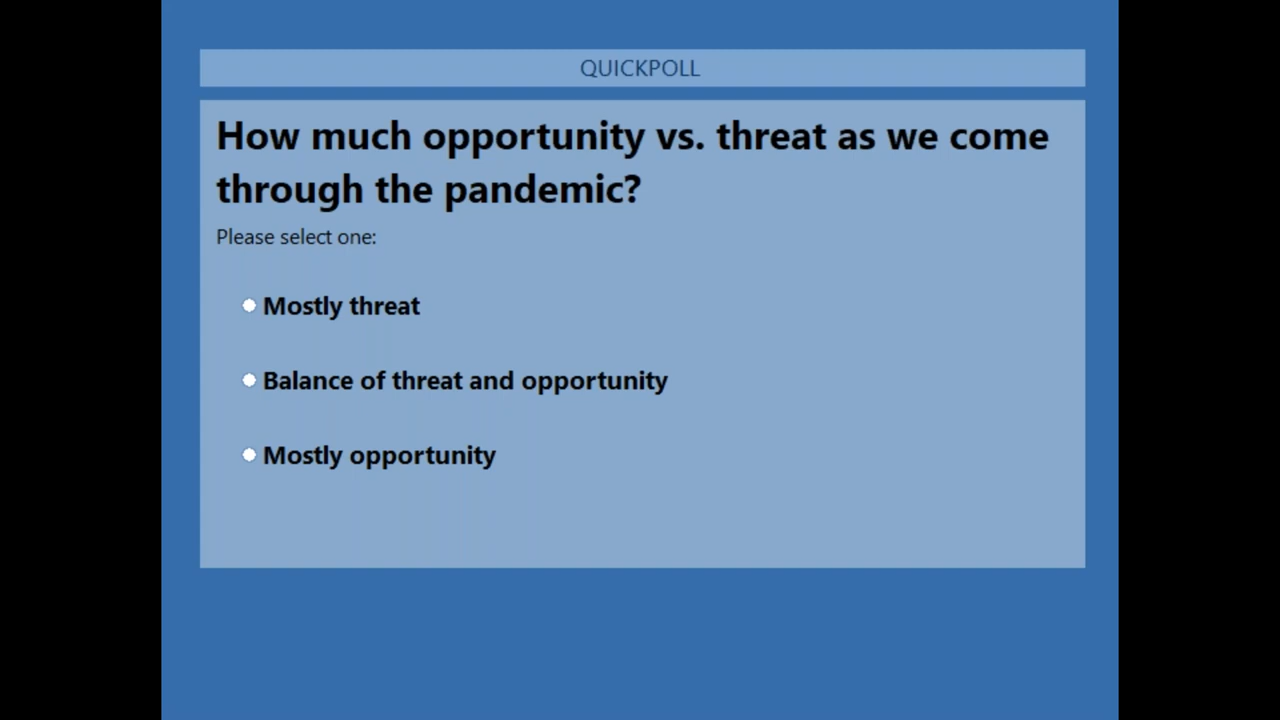 QUICKPOLL
How much opportunity vs. threat as we come
through the pandemic?
Please select one:
Mostly threat
Balance of threat and opportunity
Mostly opportunity